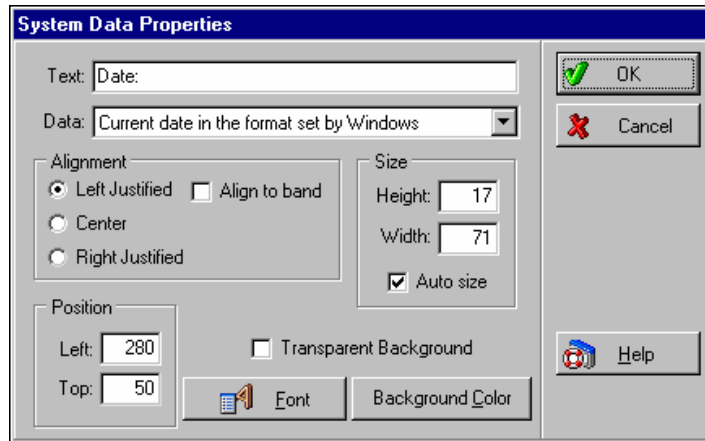 System Data Properties
Text: Date:
Data: Current date in the format set by Windows
Alignment
Left Justified
Align to band
Center
Right Justified
Size
Height: 17
Width: 71
Auto size
Position
Left: 280
Top: 50
Transparent Background
Font
Background Color
OK
Cancel
Help